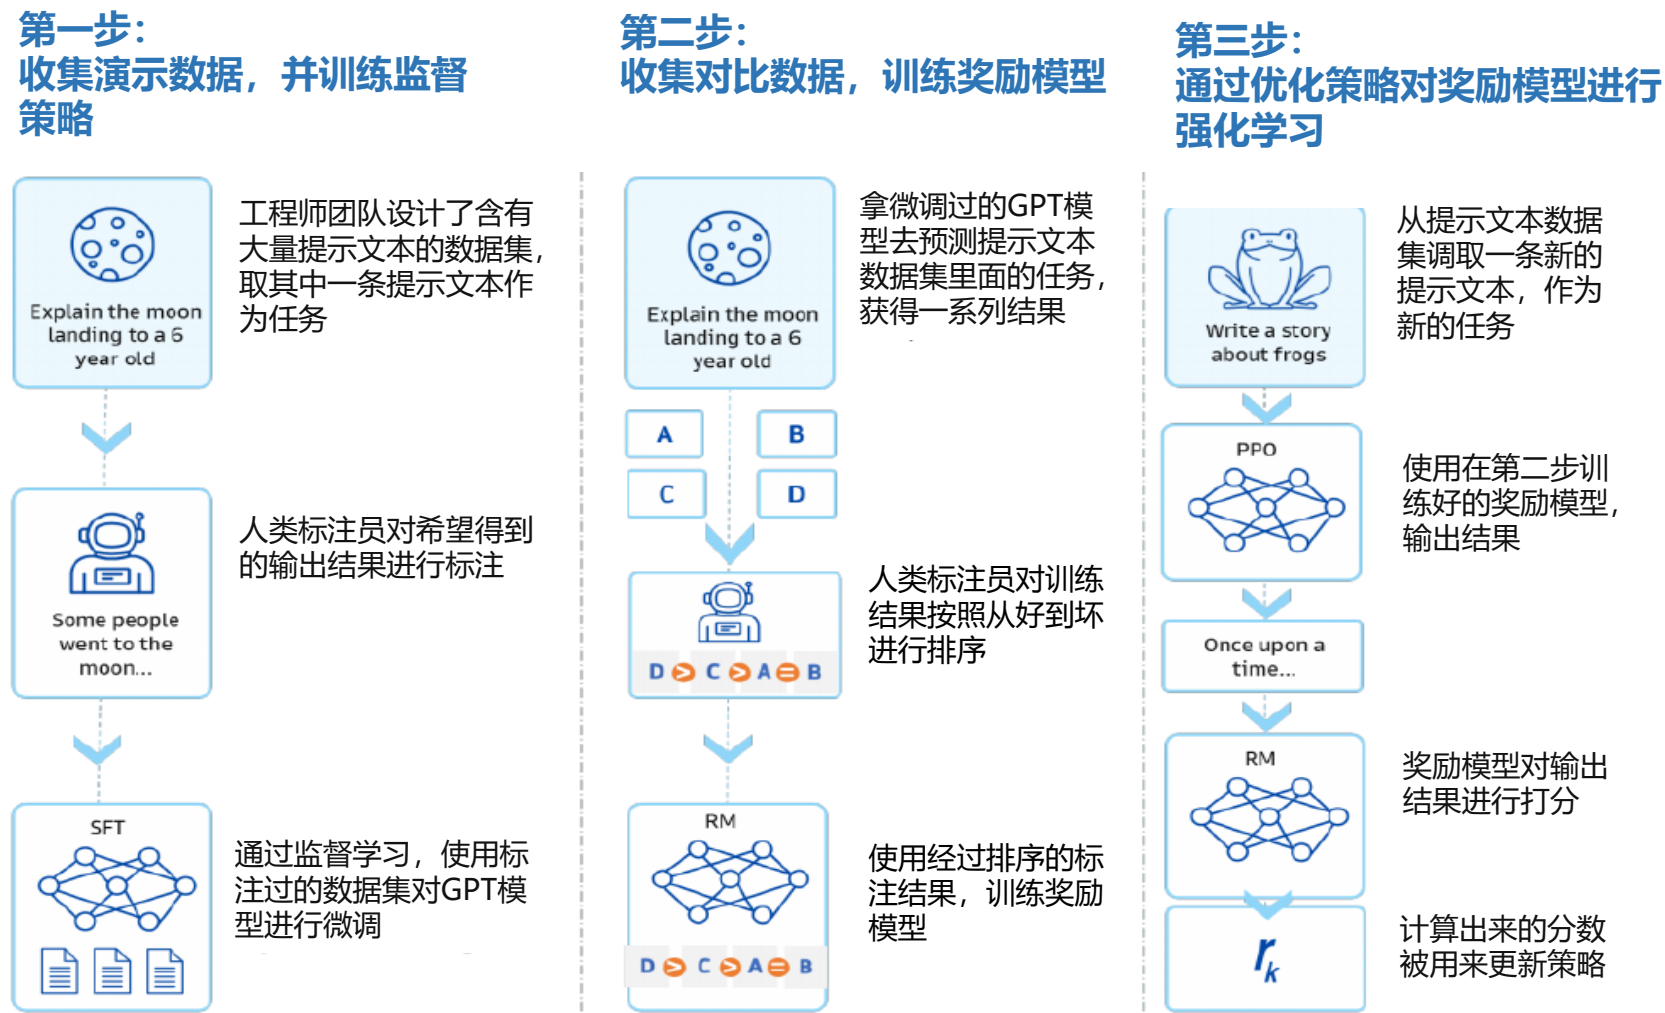 第一步：
收集演示数据，并训练监督
策略
Explain the moon
landing to a 6
year old
工程师团队设计了含有
大量提示文本的数据集，
取其中一条提示文本作
为任务
Some people
went to the
moon...
人类标注员对希望得到
的输出结果进行标注
SFT
通过监督学习，使用标
注过的数据集对GPT模
型进行微调
第二步：
收集对比数据，训练奖励模型
Explain the moon
landing to a 6
year old
拿微调过的GPT模
型去预测提示文本
数据集里面的任务，
获得一系列结果
A B
C D
D > C > A = B
人类标注员对训练
结果按照从好到坏
进行排序
RM
D > C > A = B
使用经过排序的标
注结果，训练奖励
模型
第三步：
通过优化策略对奖励模型进行
强化学习
Write a story
about frogs
从提示文本数据
集调取一条新的
提示文本，作为
新的任务
PPO
使用在第二步训
练好的奖励模型，
输出结果
Once upon a
time...
RM
奖励模型对输出
结果进行打分
rk
计算出来的分数
被用来更新策略